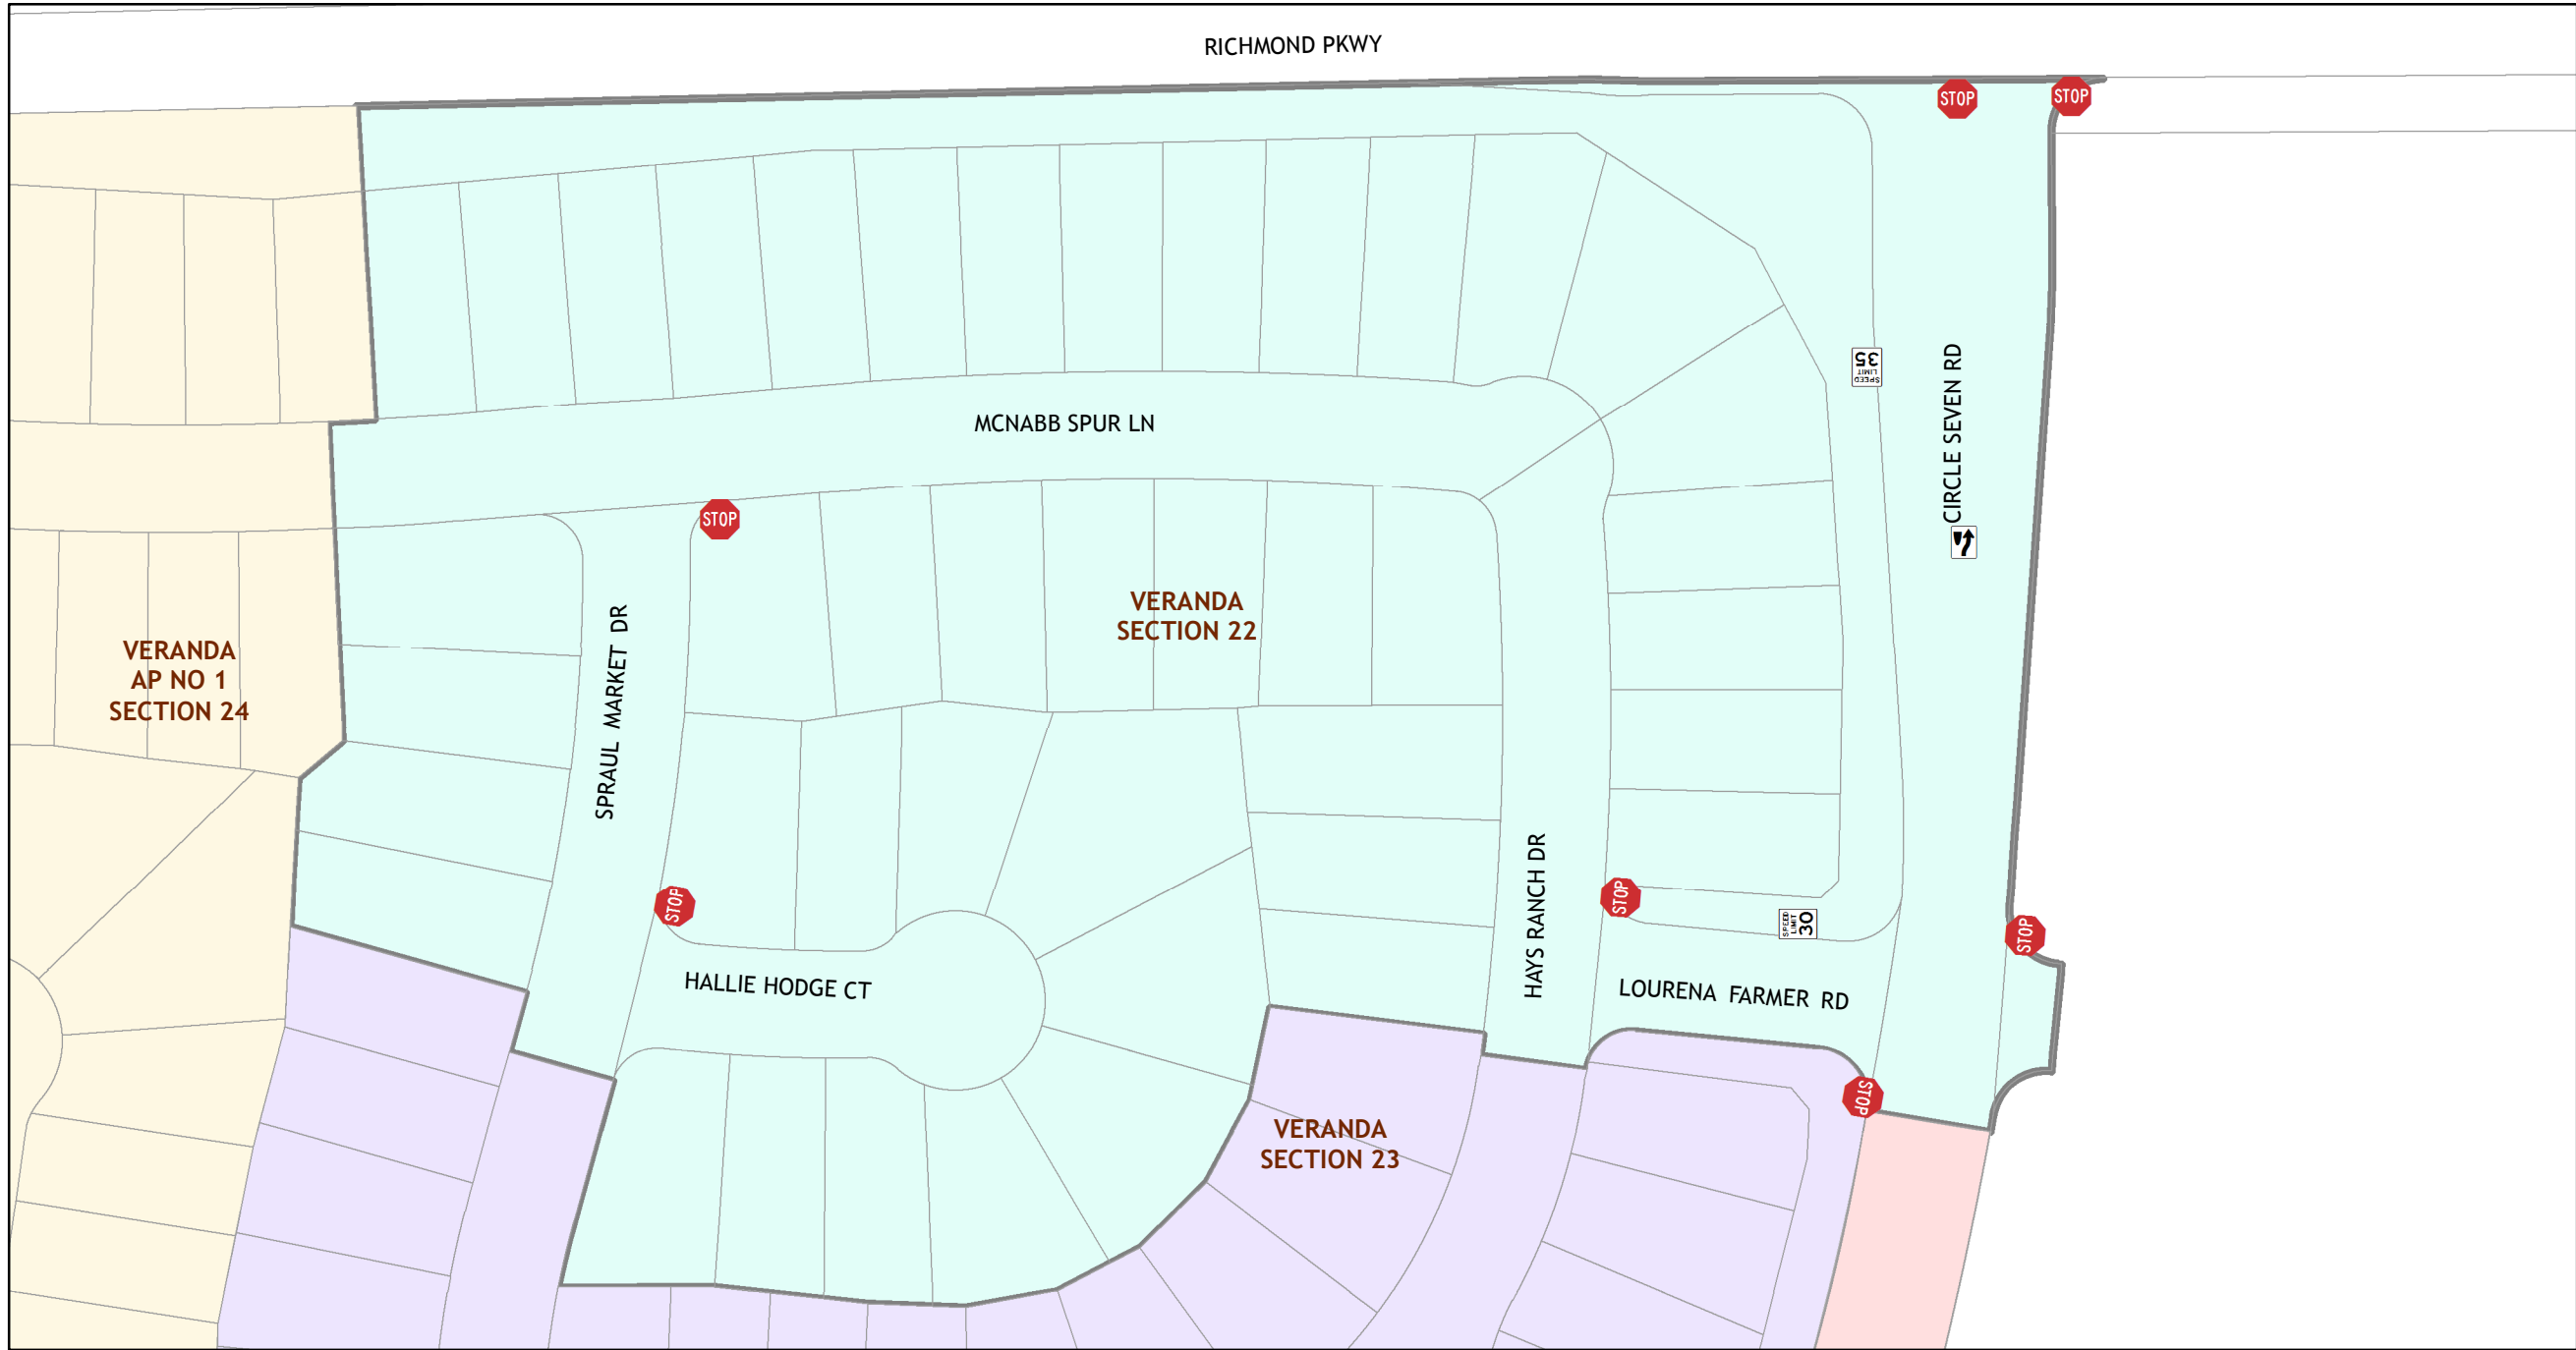 RICHMOND PKWY
STOP
STOP
SPEED
LIMIT
35
CIRCLE SEVEN RD
MCNABB SPUR LN
STOP
VERANDA
SECTION 22
VERANDA
AP NO 1
SECTION 24
SPRAUL MARKET DR
HAYS RANCH DR
STOP
STOP
SPEED
LIMIT
30
STOP
HALLIE HODGE CT
LOURENA FARMER RD
STOP
VERANDA
SECTION 23